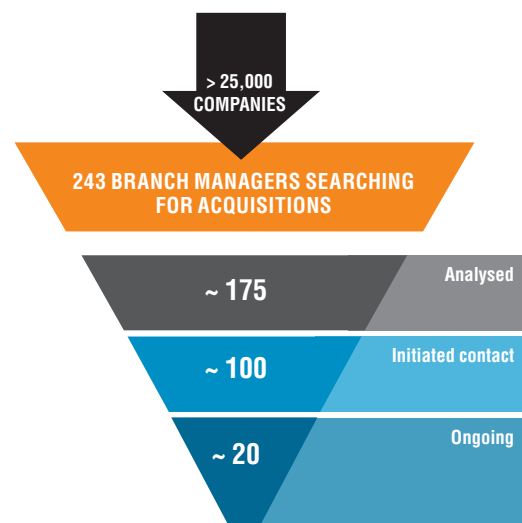 > 25,000
COMPANIES
243 BRANCH MANAGERS SEARCHING
FOR ACQUISITIONS
~ 175
Analysed
~ 100
Initiated contact
~ 20
Ongoing